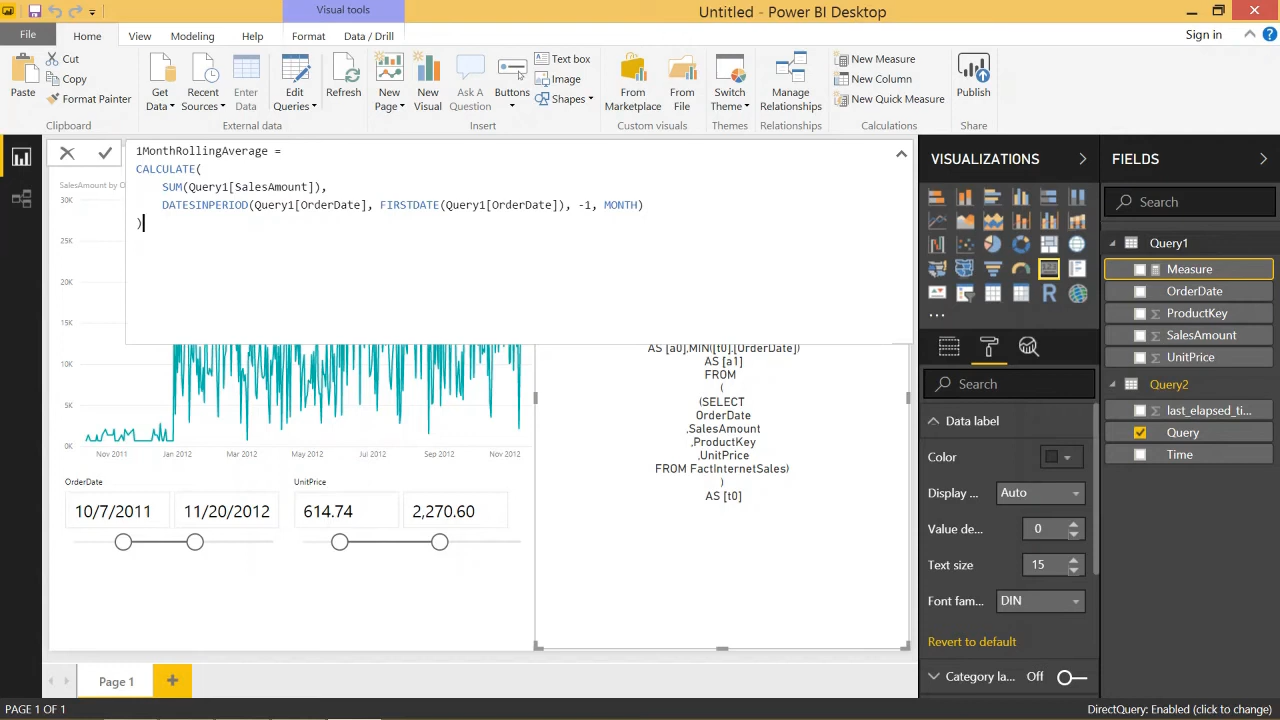 Visual tools
Untitled - Power BI Desktop
File
Home
View
Modeling
Help
Format
Data / Drill
Sign in
Paste
Cut
Copy
Format Painter
Clipboard
Get Data
Recent Sources
Enter Data
Edit Queries
External data
Refresh
New Page
New Visual
Ask A Question
Buttons
Text box
Image
Shapes
Insert
From Marketplace
From File
Custom visuals
Switch Theme
Themes
Manage Relationships
Relationships
New Measure
New Column
New Quick Measure
Calculations
Publish
Share
1MonthRollingAverage =
CALCULATE(
SUM(Query1[SalesAmount]),
DATESINPERIOD(Query1[OrderDate], FIRSTDATE(Query1[OrderDate]), -1, MONTH)
)
SalesAmount by O
30K
25K
20K
15K
10K
5K
0K
Nov 2011
Jan 2012
Mar 2012
May 2012
Jul 2012
Sep 2012
Nov 2012
OrderDate
10/7/2011
11/20/2012
UnitPrice
614.74
2,270.60
AS [a0],MIN([t0].[OrderDate])
AS [a1]
FROM
(
(SELECT
OrderDate
,SalesAmount
,ProductKey
,UnitPrice
FROM FactInternetSales)
)
AS [t0]
VISUALIZATIONS
R
Search
Data label
Color
Display ...
Auto
Value de...
0
Text size
15
Font fam...
DIN
Revert to default
Category la...
Off
FIELDS
Search
Query1
Measure
OrderDate
ProductKey
SalesAmount
UnitPrice
Query2
last_elapsed_ti...
Query
Time
Page 1
PAGE 1 OF 1
DirectQuery: Enabled (click to change)